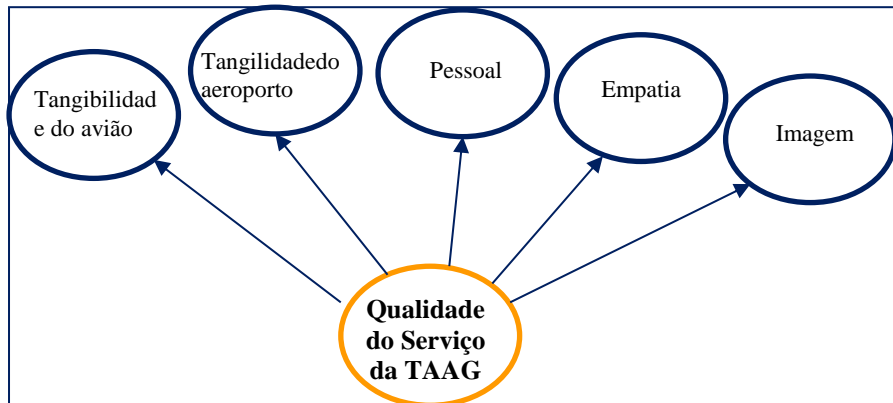 Tangibilidad
e do avião
Tangilidadedo
aeroporto
Pessoal
Empatia
Imagem
Qualidade
do Serviço
da TAAG